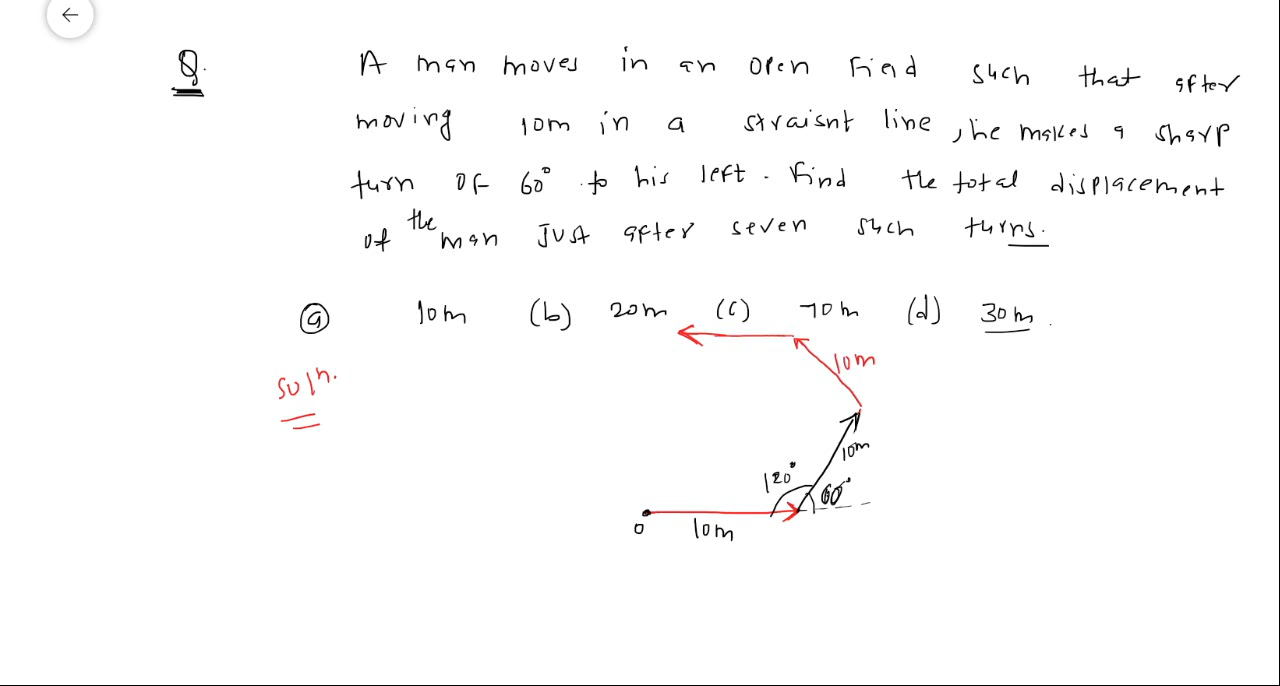 Q.
A man moves in an open Field such that after
moving 10m in a straisnt line, he makes a sharp
turn of 60° to his left. Find the total displacement
of the man Just after seven such turns.
(a) 10m (b) 20m (c) 70m (d) 30m.
Soln.
10m
10m
120°
60°
0
10m